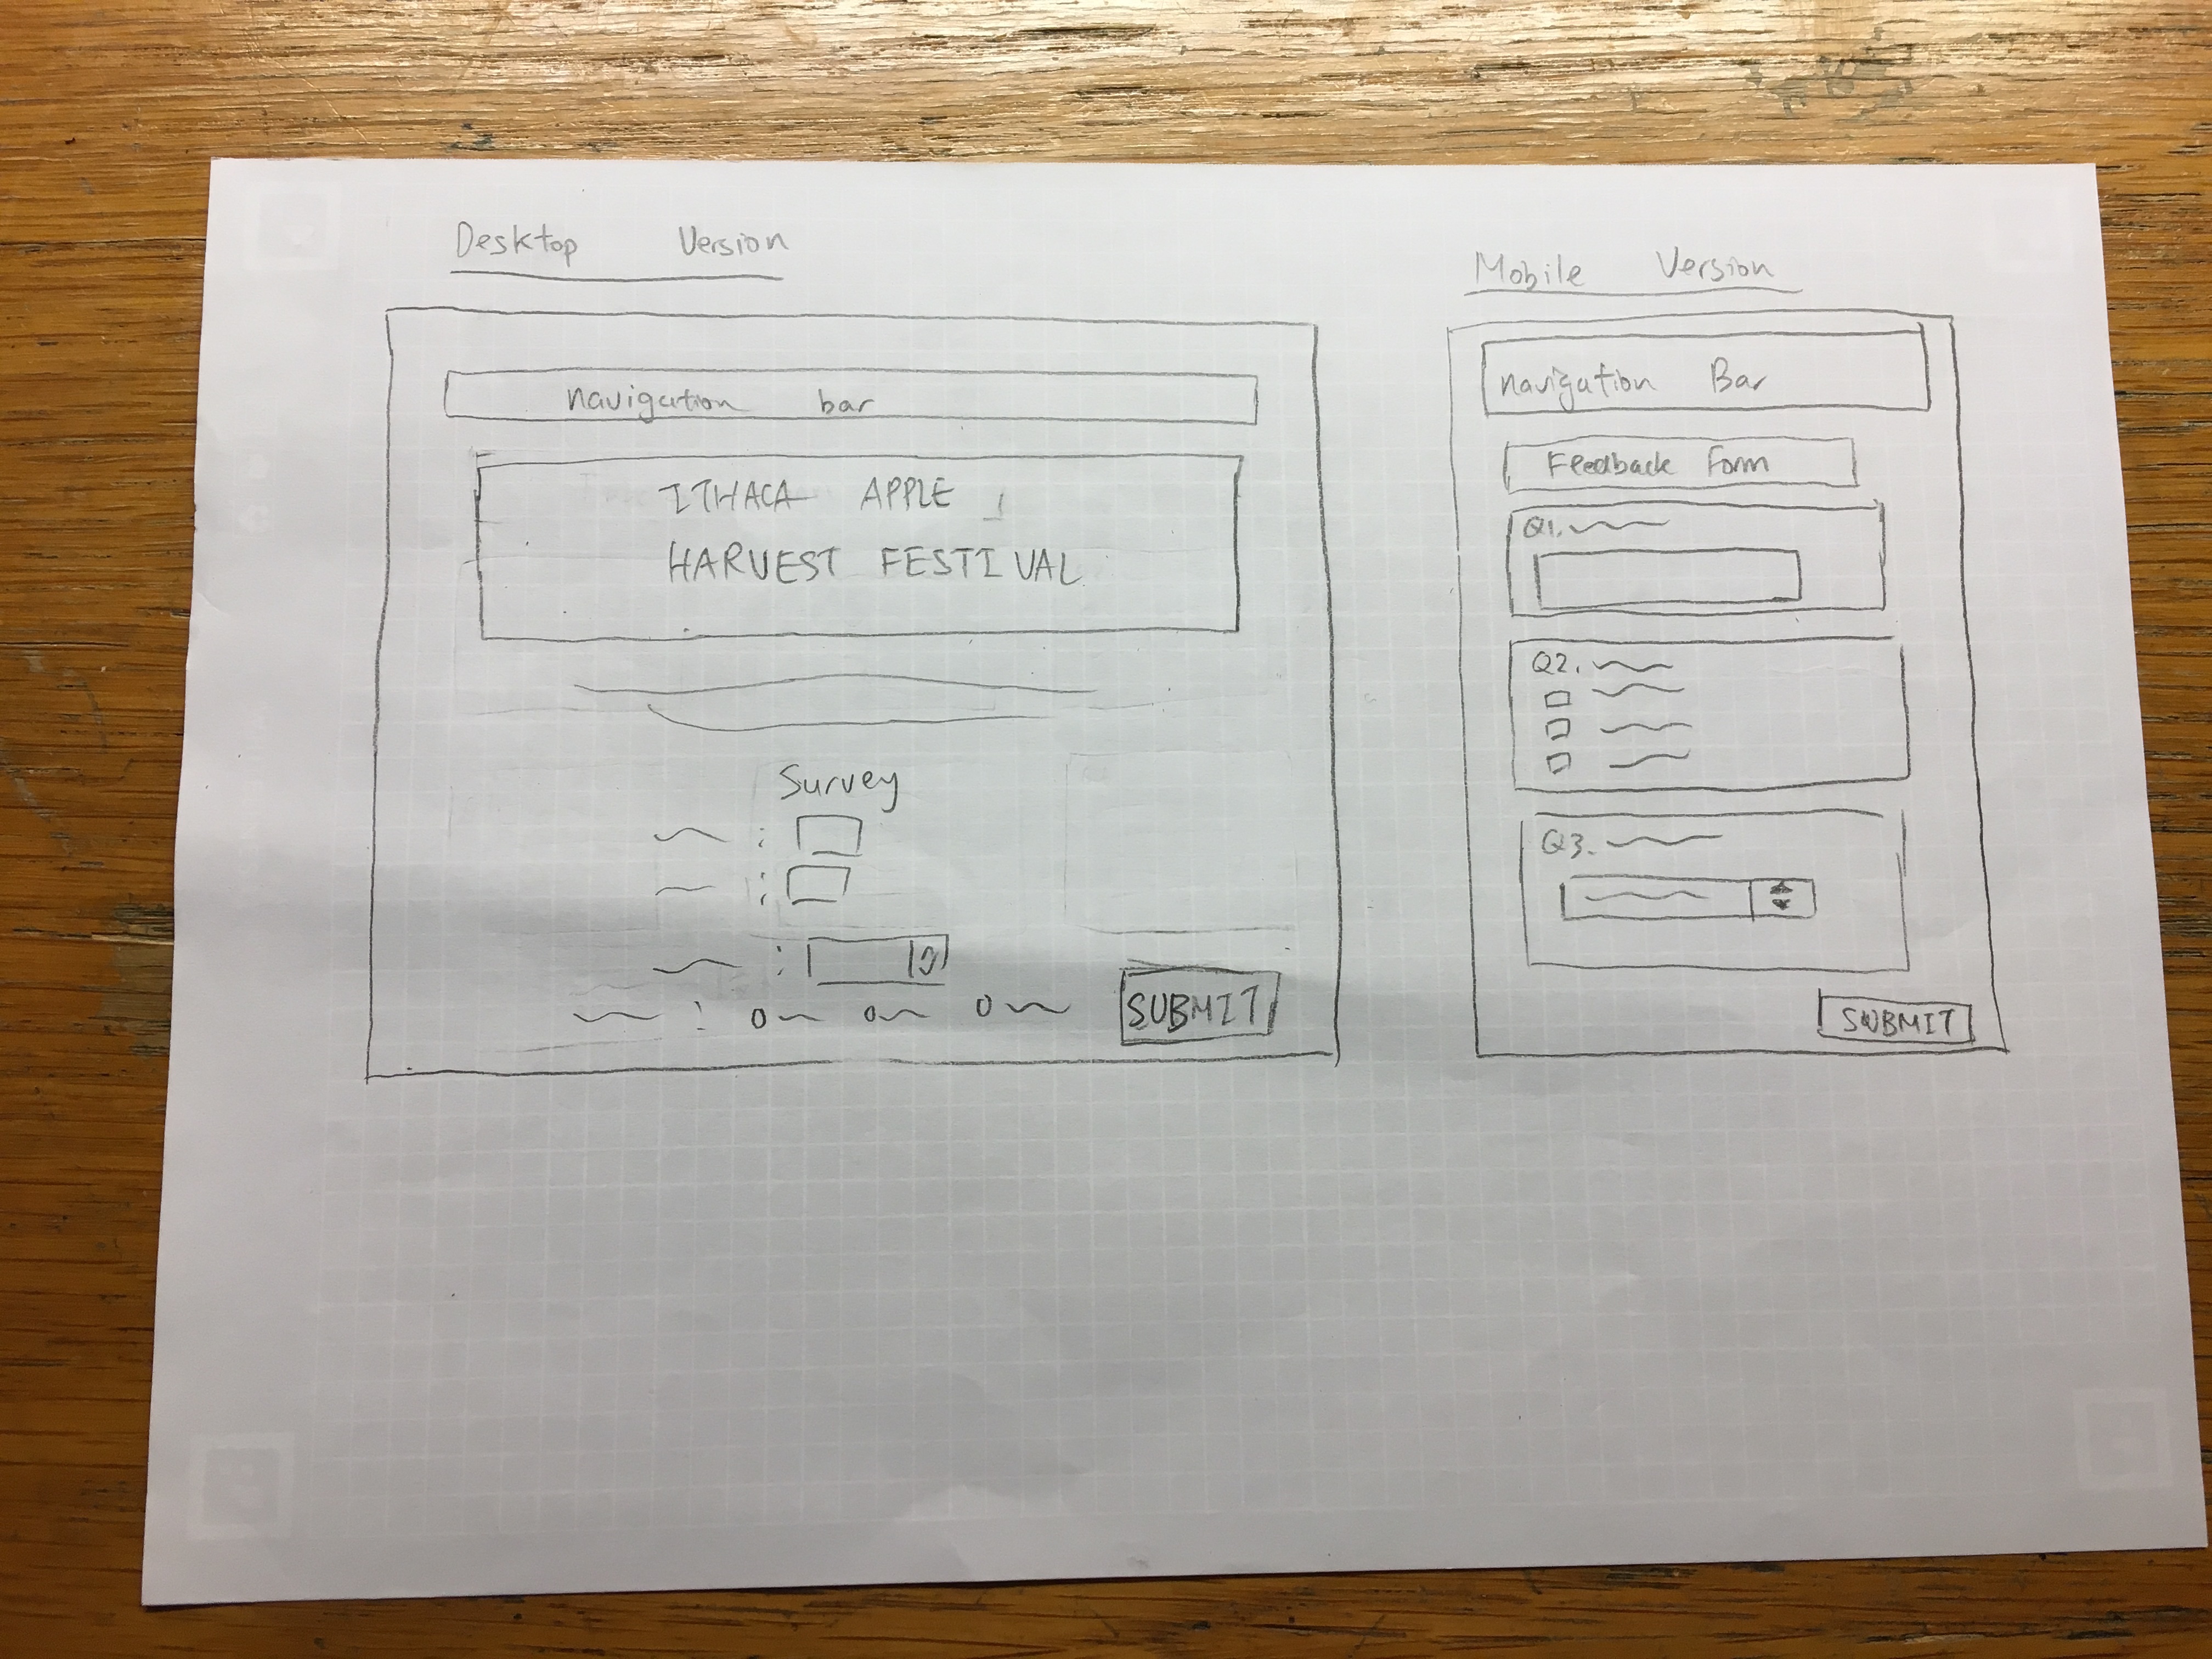 Desktop Version
navigation bar
ITHACA APPLE
HARVEST FESTIVAL
Survey
SUBMIT
Mobile Version
navigation Bar
Feedback Form
Q1.
Q2.
Q3.
SUBMIT